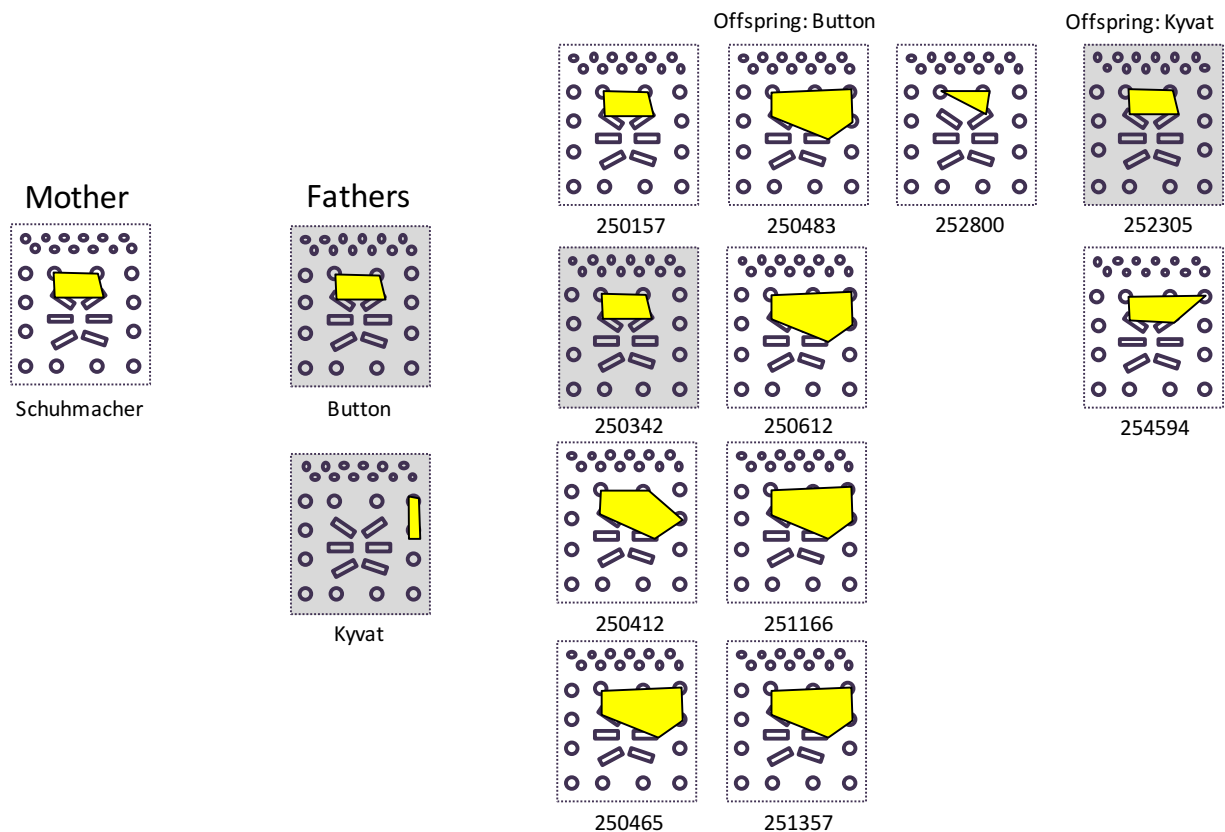 Offspring: Button
Offspring: Kyvat
250157
250483
252800
252305
Mother
Fathers
Schuhmacher
Button
250342
250612
254594
Kyvat
250412
251166
250465
251357